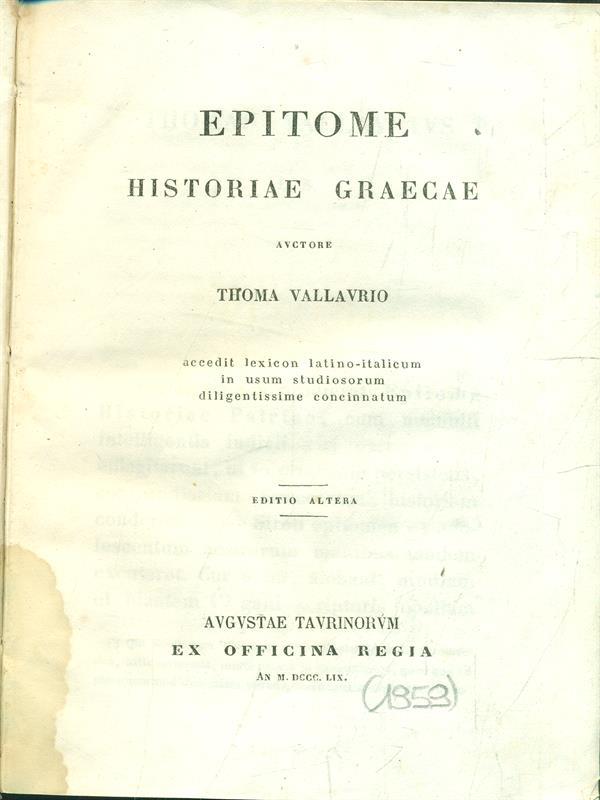 EPITOME
HISTORIAE GRAECAE
AVCTORE
THOMA VALLAVRIO
accedit lexicon latino-italicum
in usum studiosorum
diligentissime concinnatum
EDITIO ALTERA
AVGVSTAE TAVRINORVM
EX OFFICINA REGIA
AN M. DCCC. LIX.
(1859)